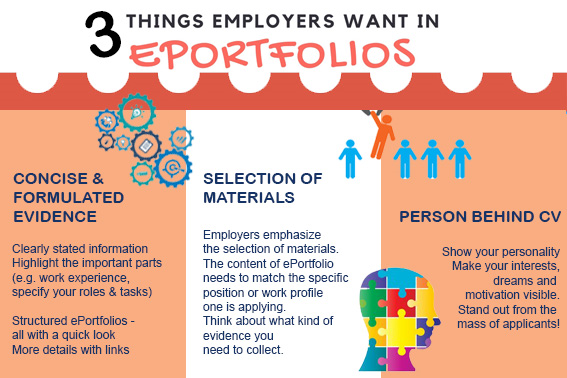 3 THINGS EMPLOYERS WANT IN
EPORTFOLIOS
CONCISE &
FORMULATED
EVIDENCE
Clearly stated information
Highlight the important parts
(e.g. work experience,
specify your roles & tasks)
Structured ePortfolios -
all with a quick look
More details with links
SELECTION OF
MATERIALS
Employers emphasize
the selection of materials.
The content of ePortfolio
needs to match the specific
position or work profile
one is applying.
Think about what kind of
evidence you
need to collect.
PERSON BEHIND CV
Show your personality
Make your interests,
dreams and
motivation visible.
Stand out from the
mass of applicants!